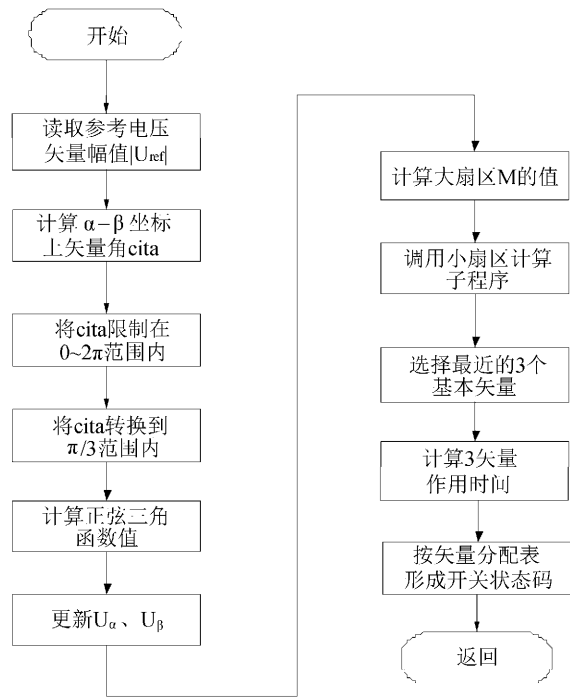 开始
读取参考电压
矢量幅值|Uref|
计算 α－β 坐标
上矢量角cita
将cita限制在
0~2π范围内
将cita转换到
π/3范围内
计算正弦三角
函数值
更新Uα、Uβ
计算大扇区M的值
调用小扇区计算
子程序
选择最近的3个
基本矢量
计算3矢量
作用时间
按矢量分配表
形成开关状态码
返回